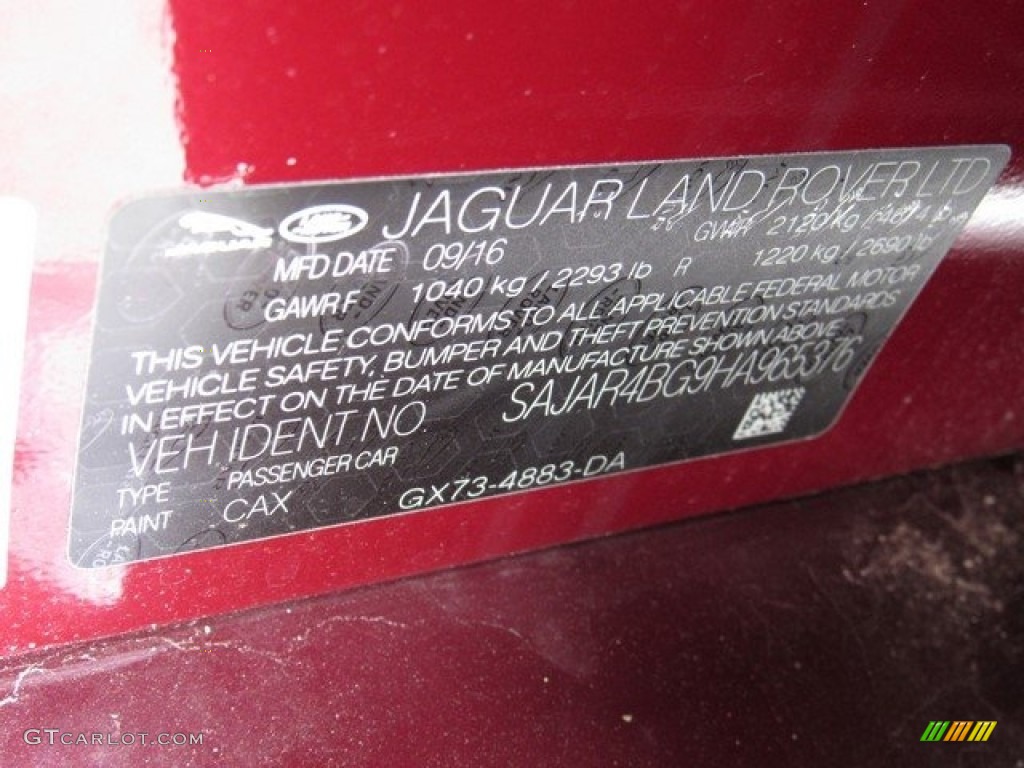 JAGUAR LAND ROVER LTD
MFD DATE 09/16 GVWR 2120 kg
GAWR F 1040 kg / 2293 lb R 1220 kg / 2690 lb
THIS VEHICLE CONFORMS TO ALL APPLICABLE FEDERAL MOTOR
VEHICLE SAFETY, BUMPER AND THEFT PREVENTION STANDARDS
IN EFFECT ON THE DATE OF MANUFACTURE SHOWN ABOVE
VEH IDENT NO. SAJAR4BG9HA965376
TYPE PASSENGER CAR
PAINT CAX GX73-4883-DA
GTCARLOT.COM